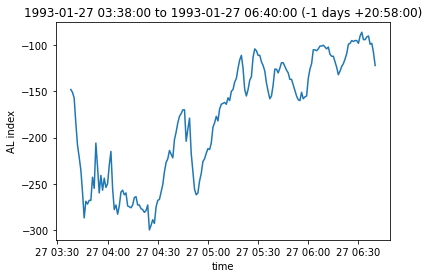 1993-01-27 03:38:00 to 1993-01-27 06:40:00 (-1 days +20:58:00)
−100
−150
−200
−250
−300
AL index
27 03:30 27 04:00 27 04:30 27 05:00 27 05:30 27 06:00 27 06:30
time